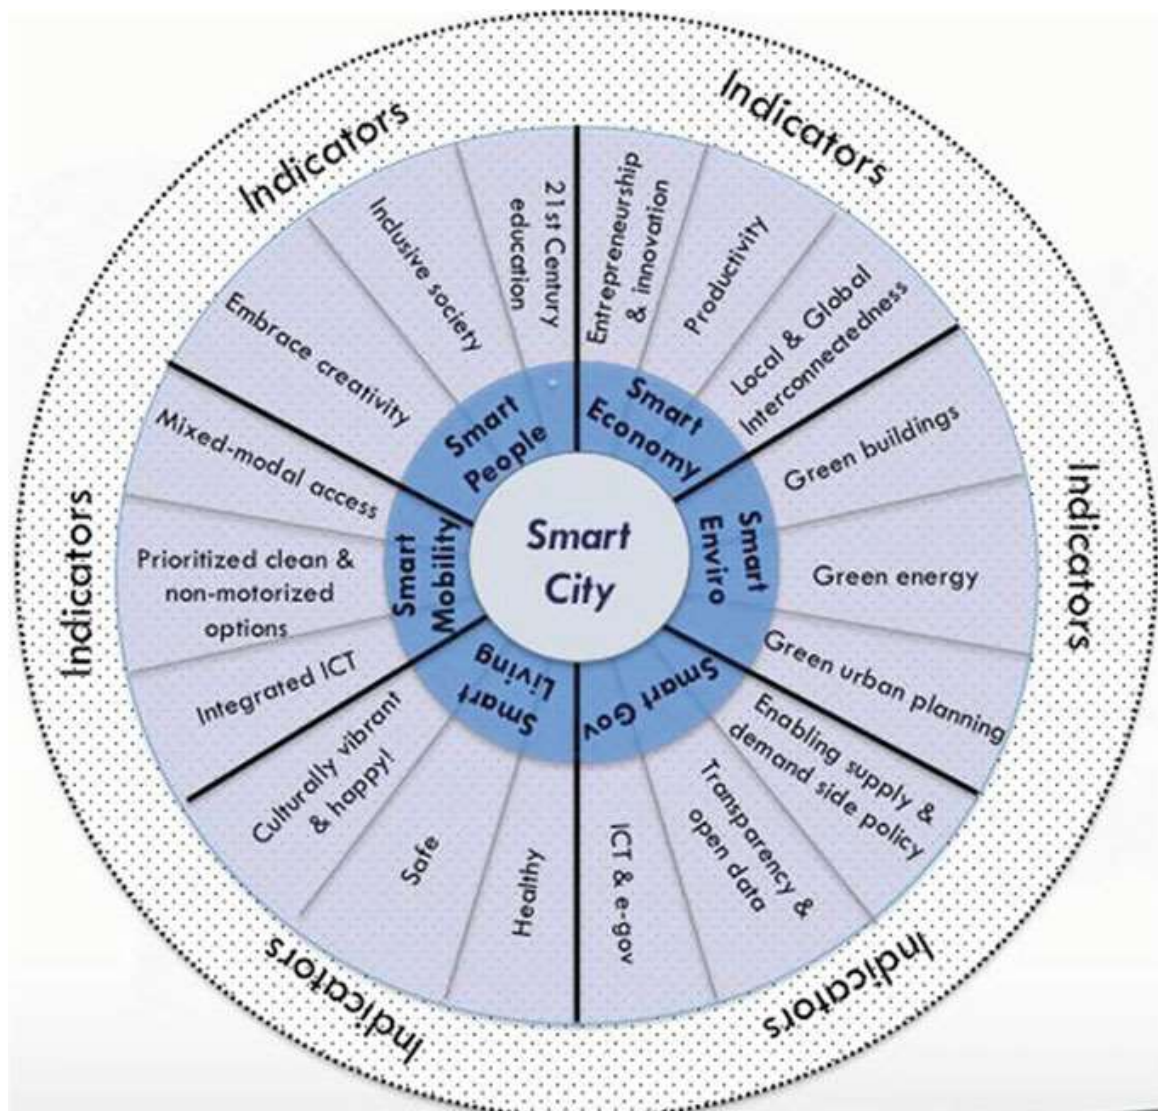 Smart
City
Smart
Economy
Entrepreneurship
& innovation
Productivity
Local & Global
Interconnectedness
Indicators
Smart
Enviro
Green buildings
Green energy
Green urban planning
Indicators
Smart Gov
Enabling supply &
demand side policy
Transparency &
open data
ICT & e-gov
Indicators
Smart
Living
Healthy
Safe
Culturally vibrant
& happy!
Indicators
Smart
Mobility
Integrated ICT
Prioritized clean &
non-motorized
options
Mixed-modal access
Indicators
Smart
People
Embrace creativity
Inclusive society
21st Century
education
Indicators